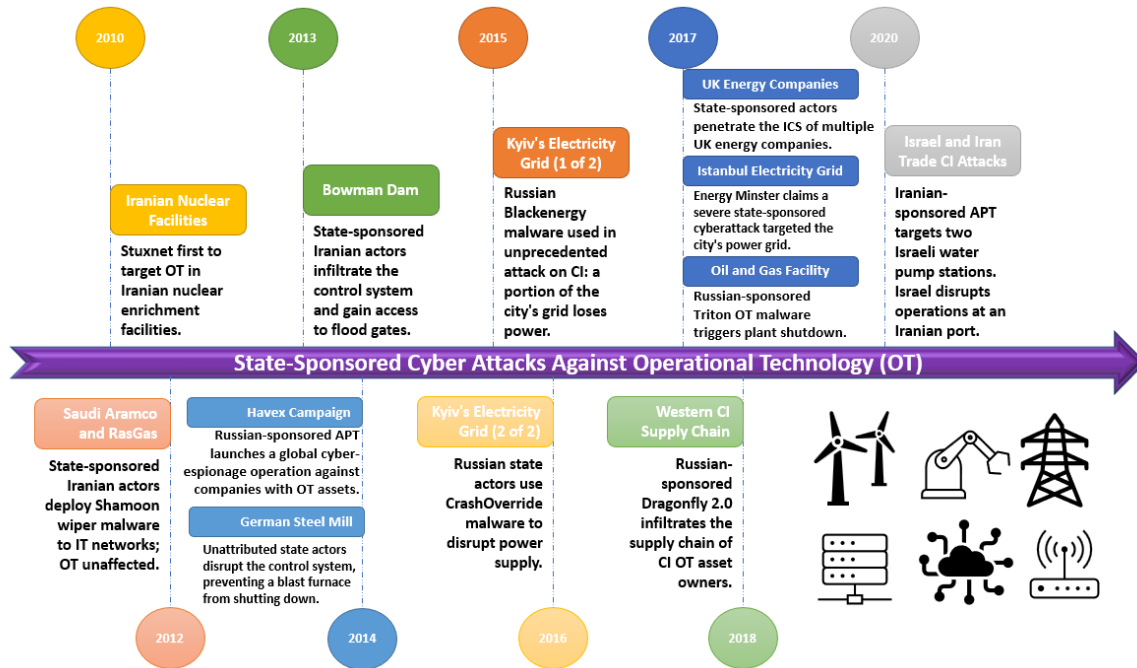 2010
2013
2015
2017
2020
Iranian Nuclear
Facilities
Stuxnet first to
target OT in
Iranian nuclear
enrichment
facilities.
Bowman Dam
State-sponsored
Iranian actors
infiltrate the
control system
and gain access
to flood gates.
Kyiv's Electricity
Grid (1 of 2)
Russian
Blackenergy
malware used in
unprecedented
attack on CI: a
portion of the
city's grid loses
power.
UK Energy Companies
State-sponsored actors
penetrate the ICS of multiple
UK energy companies.
Istanbul Electricity Grid
Energy Minster claims a
severe state-sponsored
cyberattack targeted the
city's power grid.
Oil and Gas Facility
Russian-sponsored
Triton OT malware
triggers plant shutdown.
Israel and Iran
Trade CI Attacks
Iranian-
sponsored APT
targets two
Israeli water
pump stations.
Israel disrupts
operations at an
Iranian port.
State-Sponsored Cyber Attacks Against Operational Technology (OT)
Saudi Aramco
and RasGas
State-sponsored
Iranian actors
deploy Shamoon
wiper malware
to IT networks;
OT unaffected.
Havex Campaign
Russian-sponsored APT
launches a global cyber-
espionage operation against
companies with OT assets.
German Steel Mill
Unattributed state actors
disrupt the control system,
preventing a blast furnace
from shutting down.
Kyiv's Electricity
Grid (2 of 2)
Russian state
actors use
CrashOverride
malware to
disrupt power
supply.
Western CI
Supply Chain
Russian-
sponsored
Dragonfly 2.0
infiltrates the
supply chain of
CI OT asset
owners.
2012
2014
2016
2018